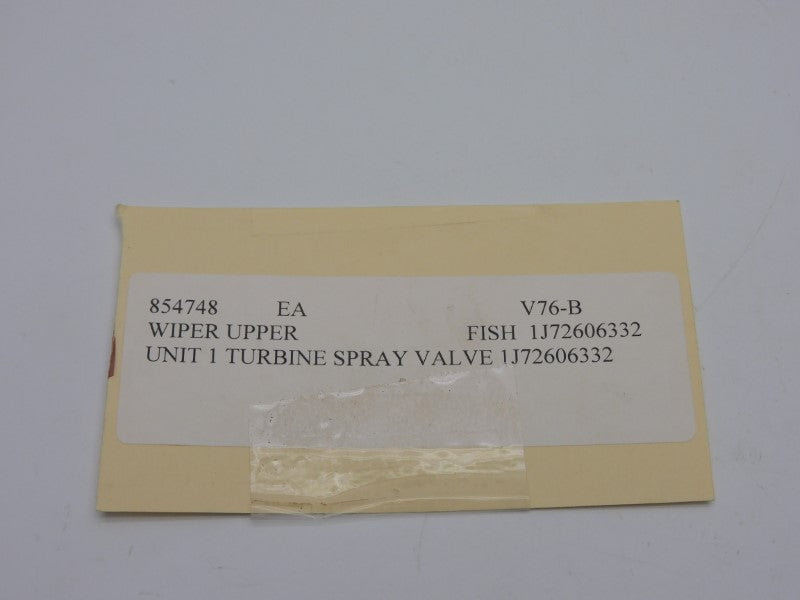 854748 EA V76-B
WIPER UPPER FISH 1J72606332
UNIT 1 TURBINE SPRAY VALVE 1J72606332